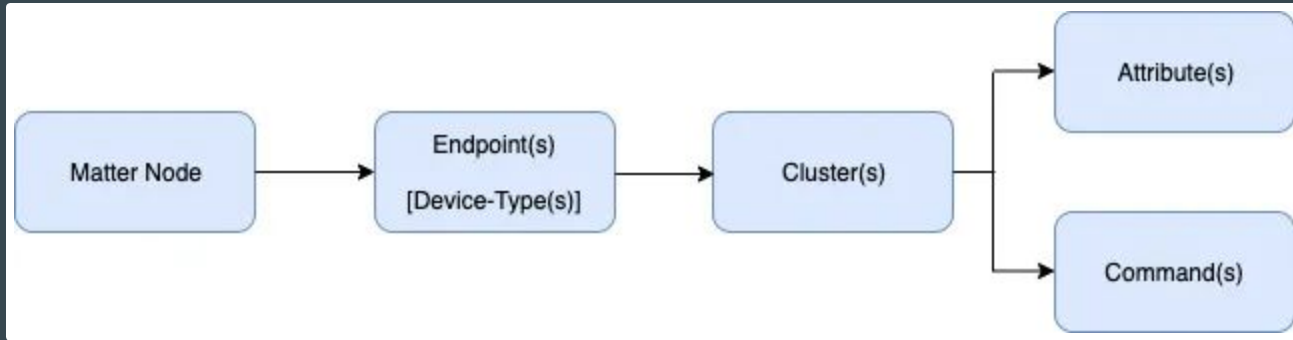 Matter Node
Endpoint(s)
[Device-Type(s)]
Cluster(s)
Attribute(s)
Command(s)